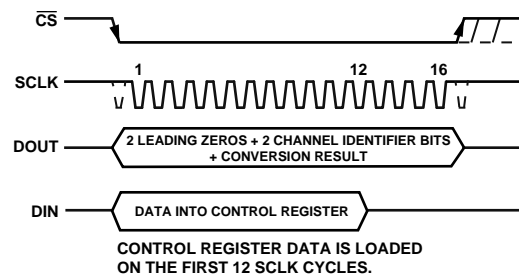 CS
SCLK
1 12 16
DOUT
2 LEADING ZEROS + 2 CHANNEL IDENTIFIER BITS
+ CONVERSION RESULT
DIN
DATA INTO CONTROL REGISTER
CONTROL REGISTER DATA IS LOADED
ON THE FIRST 12 SCLK CYCLES.